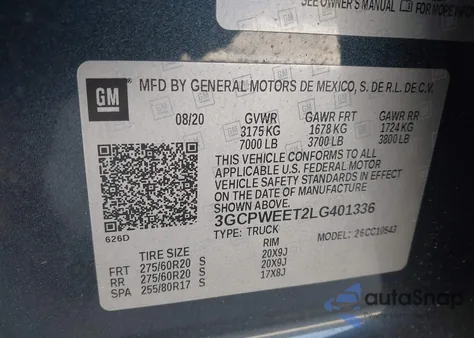 SEE OWNER'S MANUAL FOR MORE INFOR
GM
MFD BY GENERAL MOTORS DE MEXICO, S. DE R.L. DE C.V.
08/20 GVWR GAWR FRT GAWR RR
3175 KG 1678 KG 1724 KG
7000 LB 3700 LB 3800 LB
THIS VEHICLE CONFORMS TO ALL
APPLICABLE U.S. FEDERAL MOTOR
VEHICLE SAFETY STANDARDS IN
EFFECT ON THE DATE OF MANUFACTURE
SHOWN ABOVE.
3GCPWEET2LG401336
626D TYPE: TRUCK MODEL: 26CC10543
TIRE SIZE RIM
FRT 275/60R20 S 20X9J
RR 275/60R20 S 20X9J
SPA 255/80R17 S 17X8J
autoSnap